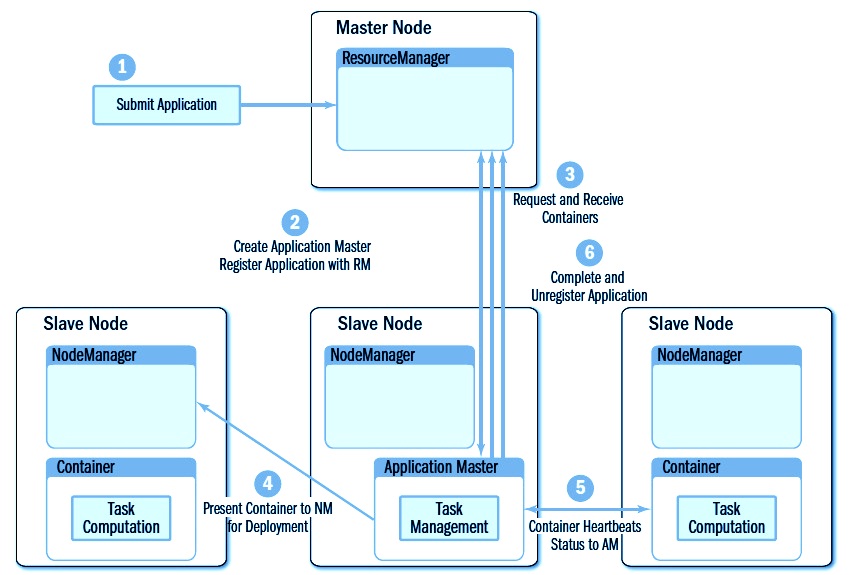 Master Node
ResourceManager
1
Submit Application
3
Request and Receive
Containers
2
Create Application Master
Register Application with RM
6
Complete and
Unregister Application
Slave Node
NodeManager
Container
Task
Computation
4
Present Container to NM
for Deployment
Slave Node
NodeManager
Application Master
Task
Management
5
Container Heartbeats
Status to AM
Slave Node
NodeManager
Container
Task
Computation